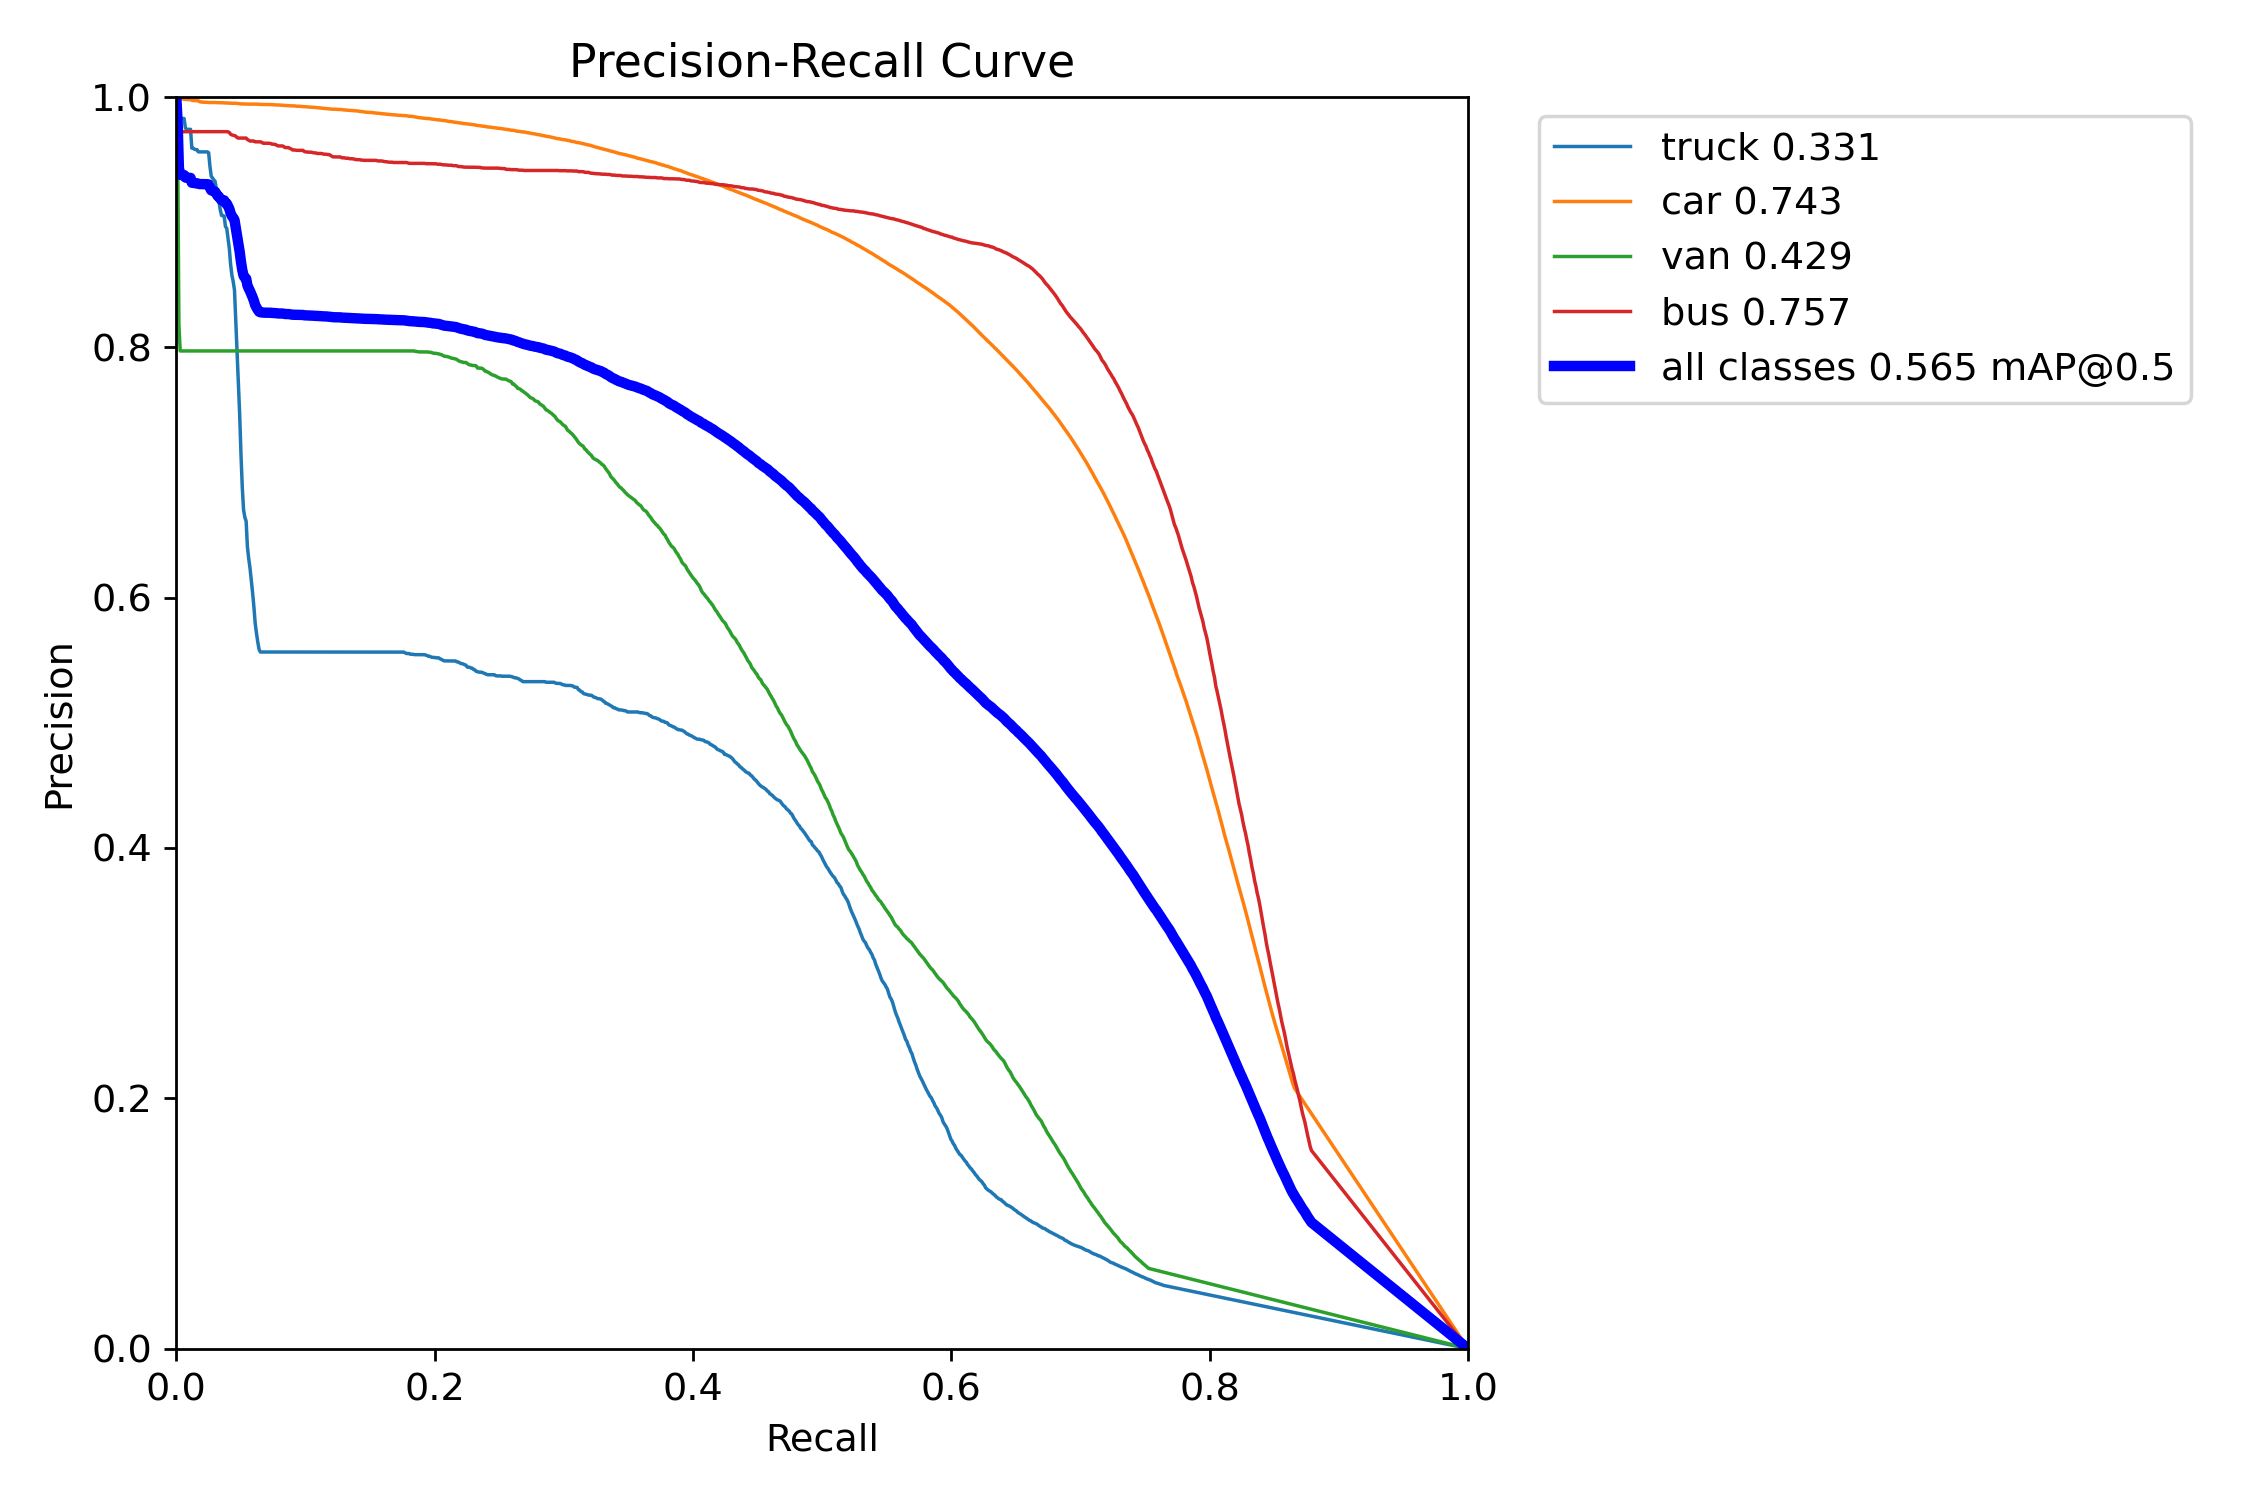 Precision-Recall Curve
1.0
0.8
0.6
0.4
0.2
0.0
Precision
0.0 0.2 0.4 0.6 0.8 1.0
Recall
truck 0.331
car 0.743
van 0.429
bus 0.757
all classes 0.565 mAP@0.5